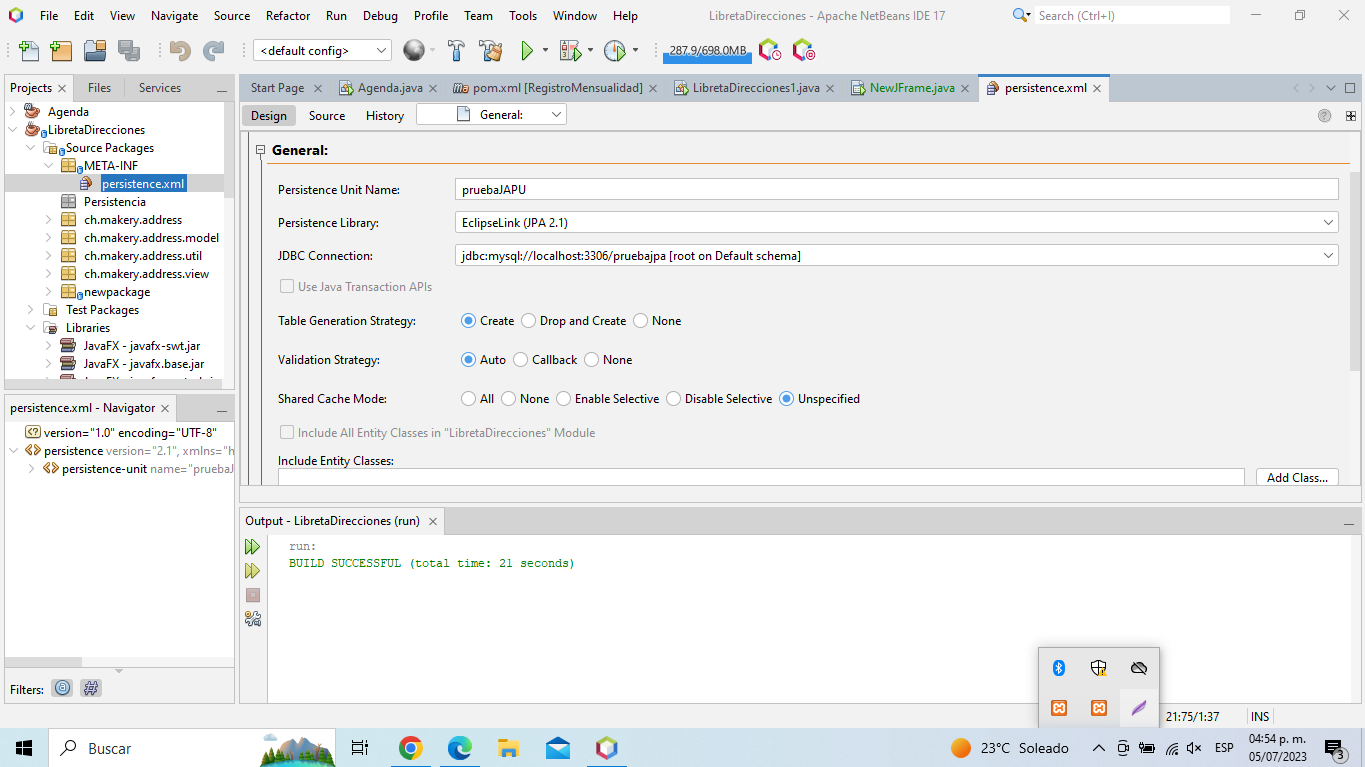 File Edit View Navigate Source Refactor Run Debug Profile Team Tools Window Help
LibretaDirecciones - Apache NetBeans IDE 17
Search (Ctrl+I)
<default config>
287.9/698.0MB
Projects Files Services
Start Page Agenda.java pom.xml [RegistroMensualidad] LibretaDirecciones1.java NewJFrame.java persistence.xml
Design Source History General:
Agenda
LibretaDirecciones
Source Packages
META-INF
persistence.xml
Persistencia
ch.makery.address
ch.makery.address.model
ch.makery.address.util
ch.makery.address.view
newpackage
Test Packages
Libraries
JavaFX - javafx-swt.jar
JavaFX - javafx.base.jar
General:
Persistence Unit Name: pruebaJAPU
Persistence Library: EclipseLink (JPA 2.1)
JDBC Connection: jdbc:mysql://localhost:3306/pruebajpa [root on Default schema]
Use Java Transaction APIs
Table Generation Strategy: Create Drop and Create None
Validation Strategy: Auto Callback None
Shared Cache Mode: All None Enable Selective Disable Selective Unspecified
Include All Entity Classes in "LibretaDirecciones" Module
Include Entity Classes:
Add Class...
persistence.xml - Navigator
version="1.0" encoding="UTF-8"
persistence version="2.1", xmlns="h
persistence-unit name="pruebaJ
Filters:
Output - LibretaDirecciones (run)
run:
BUILD SUCCESSFUL (total time: 21 seconds)
21:75/1:37 INS
Buscar
23°C Soleado
ESP
04:54 p. m.
05/07/2023
3